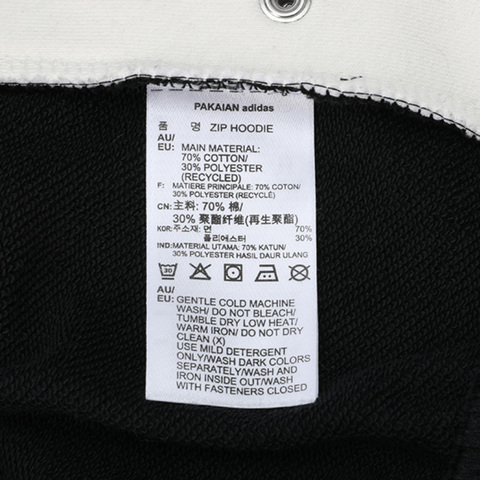 PAKAIAN adidas
품 명 ZIP HOODIE
AU/
EU: MAIN MATERIAL:
70% COTTON/
30% POLYESTER
(RECYCLED)
F: MATIERE PRINCIPALE: 70% COTON/
30% POLYESTER (RECYCLÉ)
CN: 主料: 70% 棉/
30% 聚酯纤维(再生聚酯)
KOR: 주소재: 면 70%
폴리에스터 30%
IND: MATERIAL UTAMA: 70% KATUN/
30% POLYESTER HASIL DAUR ULANG
30
AU/
EU: GENTLE COLD MACHINE
WASH/ DO NOT BLEACH/
TUMBLE DRY LOW HEAT/
WARM IRON/ DO NOT DRY
CLEAN (X)
USE MILD DETERGENT
ONLY/WASH DARK COLORS
SEPARATELY/WASH AND
IRON INSIDE OUT/WASH
WITH FASTENERS CLOSED